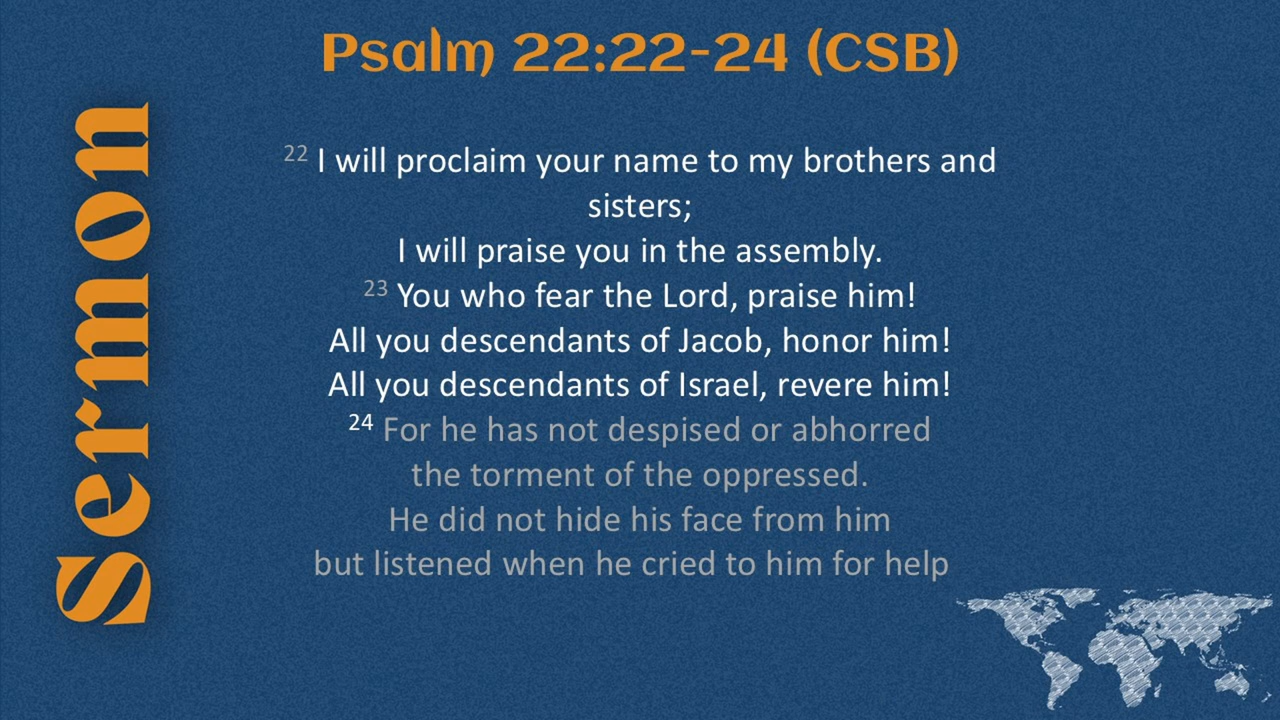 Psalm 22:22-24 (CSB)
Sermon
22 I will proclaim your name to my brothers and
sisters;
I will praise you in the assembly.
23 You who fear the Lord, praise him!
All you descendants of Jacob, honor him!
All you descendants of Israel, revere him!
24 For he has not despised or abhorred
the torment of the oppressed.
He did not hide his face from him
but listened when he cried to him for help